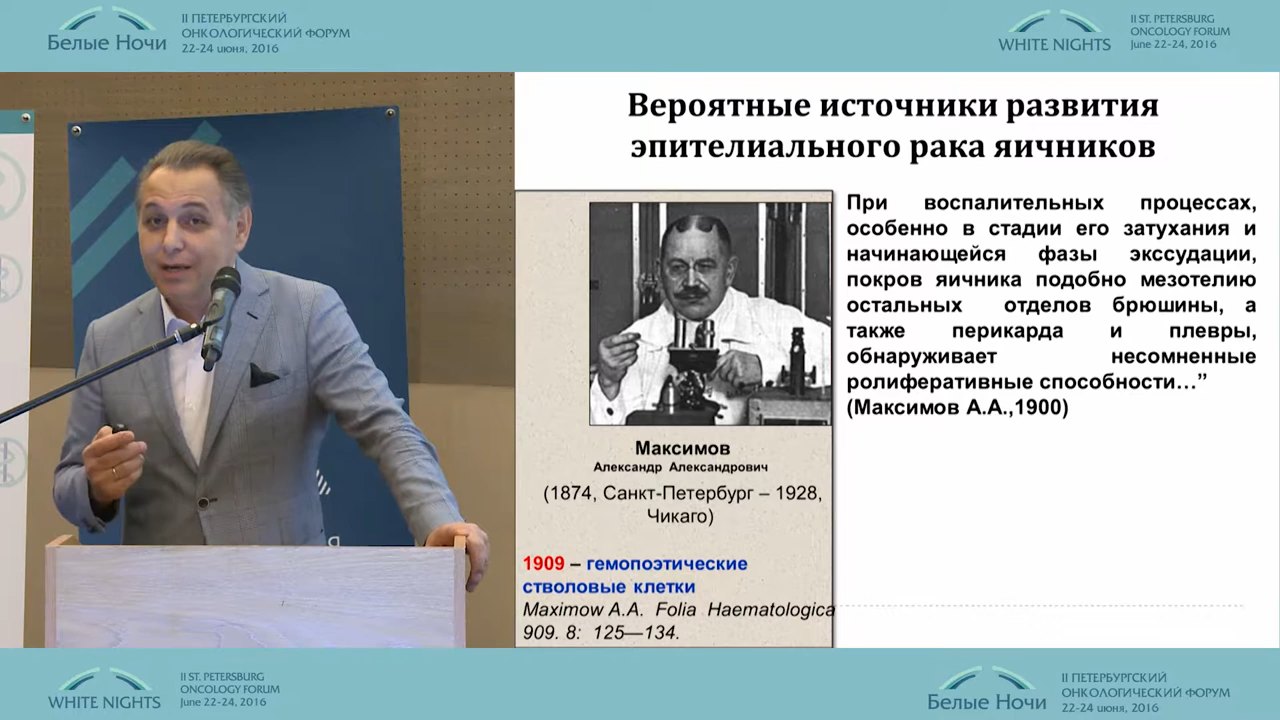 Белые Ночи
II ПЕТЕРБУРГСКИЙ
ОНКОЛОГИЧЕСКИЙ ФОРУМ
22-24 июня, 2016
WHITE NIGHTS
II ST. PETERSBURG
ONCOLOGY FORUM
June 22-24, 2016
Вероятные источники развития
эпителиального рака яичников
При воспалительных процессах,
особенно в стадии его затухания и
начинающейся фазы экссудации,
покров яичника подобно мезотелию
остальных отделов брюшины, а
также перикарда и плевры,
обнаруживает несомненные
ролиферативные способности…”
(Максимов А.А.,1900)
Максимов
Александр Александрович
(1874, Санкт-Петербург – 1928,
Чикаго)
1909 – гемопоэтические
стволовые клетки
Maximow A.A. Folia Haematologica
909. 8: 125—134.
WHITE NIGHTS
II ST. PETERSBURG
ONCOLOGY FORUM
June 22-24, 2016
Белые Ночи
II ПЕТЕРБУРГСКИЙ
ОНКОЛОГИЧЕСКИЙ ФОРУМ
22-24 июня, 2016